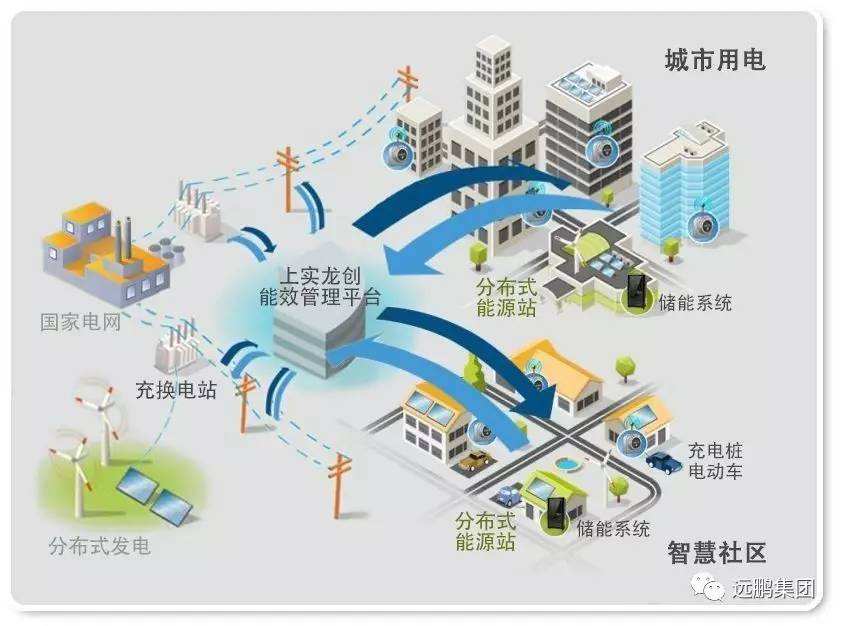 城市用电
上实龙创
能效管理平台
分布式
能源站
储能系统
国家电网
充换电站
充电桩
电动车
分布式发电
分布式
能源站
储能系统
智慧社区
远鹏集团